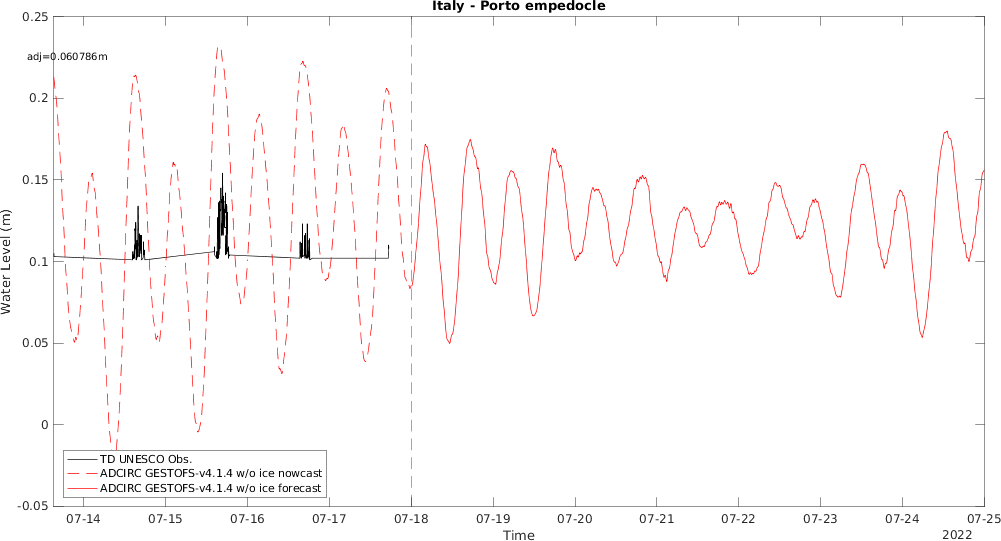 Italy - Porto empedocle
adj=0.060786m
0.25
0.2
0.15
0.1
0.05
0
-0.05
Water Level (m)
TD UNESCO Obs.
ADCIRC GESTOFS-v4.1.4 w/o ice nowcast
ADCIRC GESTOFS-v4.1.4 w/o ice forecast
07-14 07-15 07-16 07-17 07-18 07-19 07-20 07-21 07-22 07-23 07-24 07-25
Time
2022